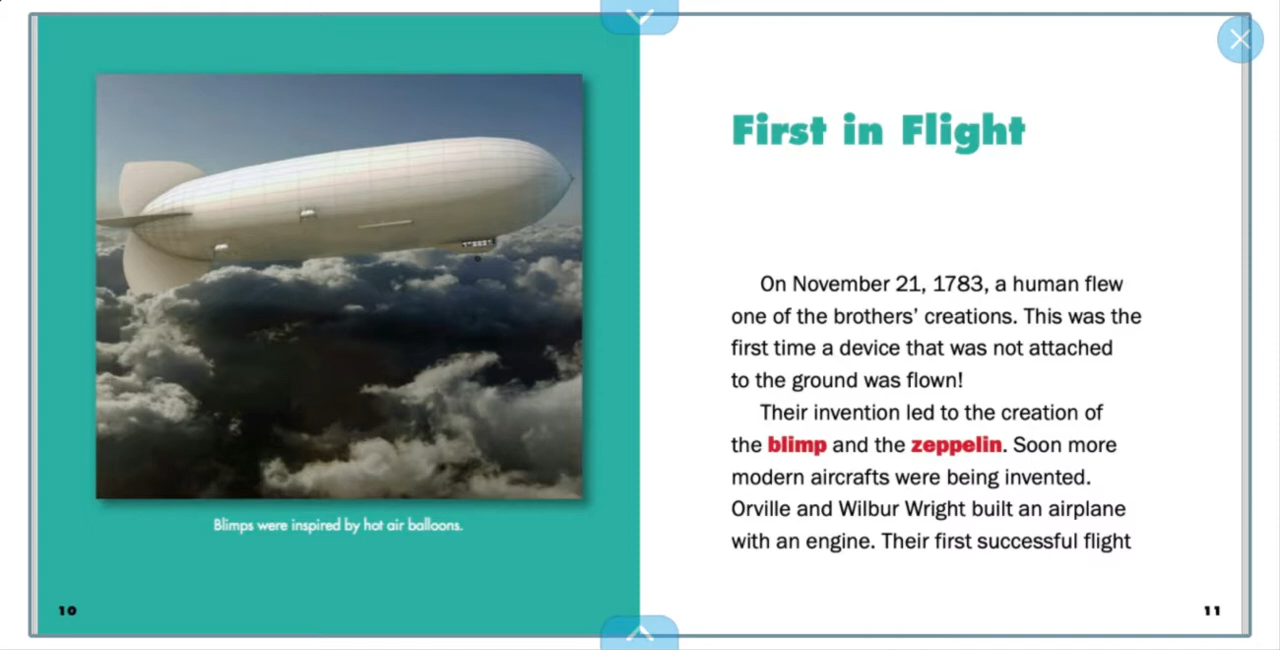 Blimps were inspired by hot air balloons.
10
First in Flight
On November 21, 1783, a human flew
one of the brothers’ creations. This was the
first time a device that was not attached
to the ground was flown!
Their invention led to the creation of
the blimp and the zeppelin. Soon more
modern aircrafts were being invented.
Orville and Wilbur Wright built an airplane
with an engine. Their first successful flight
11